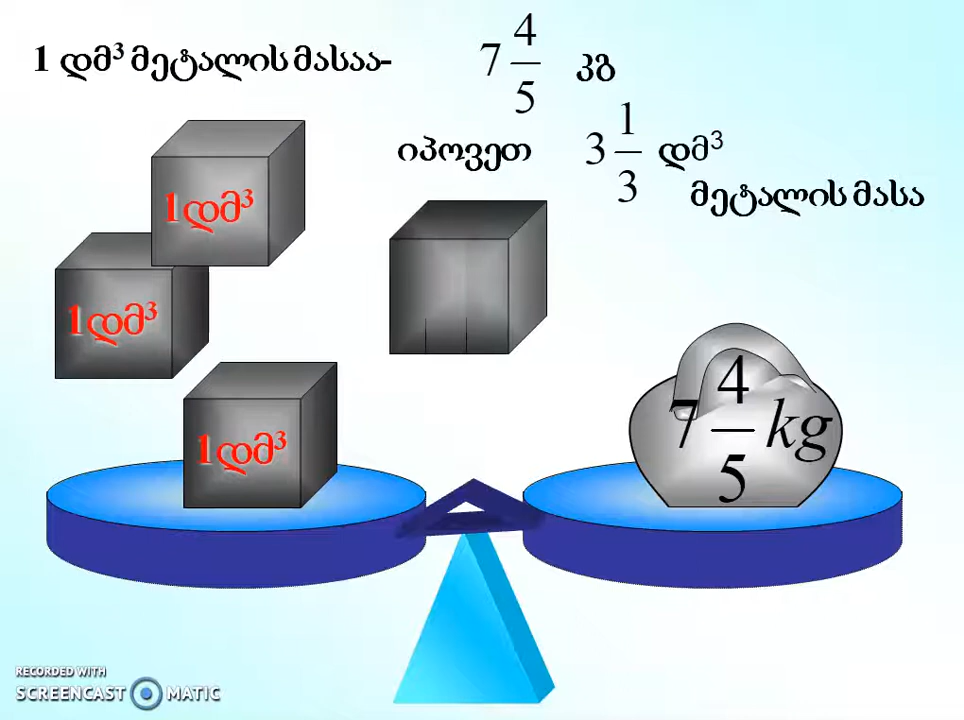 1 დმ³ მეტალის მასაა- 7 4/5 კგ
იპოვეთ 3 1/3 დმ³
მეტალის მასა
1დმ³
1დმ³
1დმ³
7 4/5 kg
RECORDED WITH
SCREENCAST MATIC